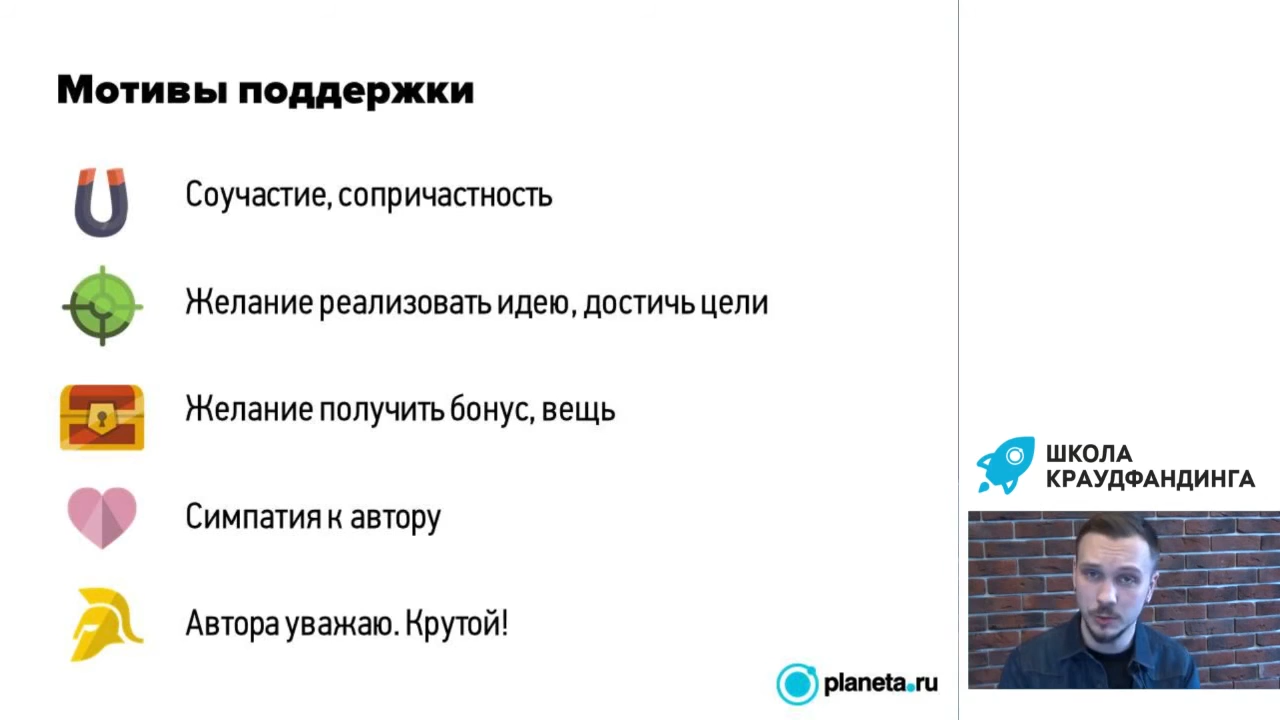 Мотивы поддержки
Соучастие, сопричастность
Желание реализовать идею, достичь цели
Желание получить бонус, вещь
Симпатия к автору
Автора уважаю. Крутой!
planeta.ru
ШКОЛА
КРАУДФАНДИНГА